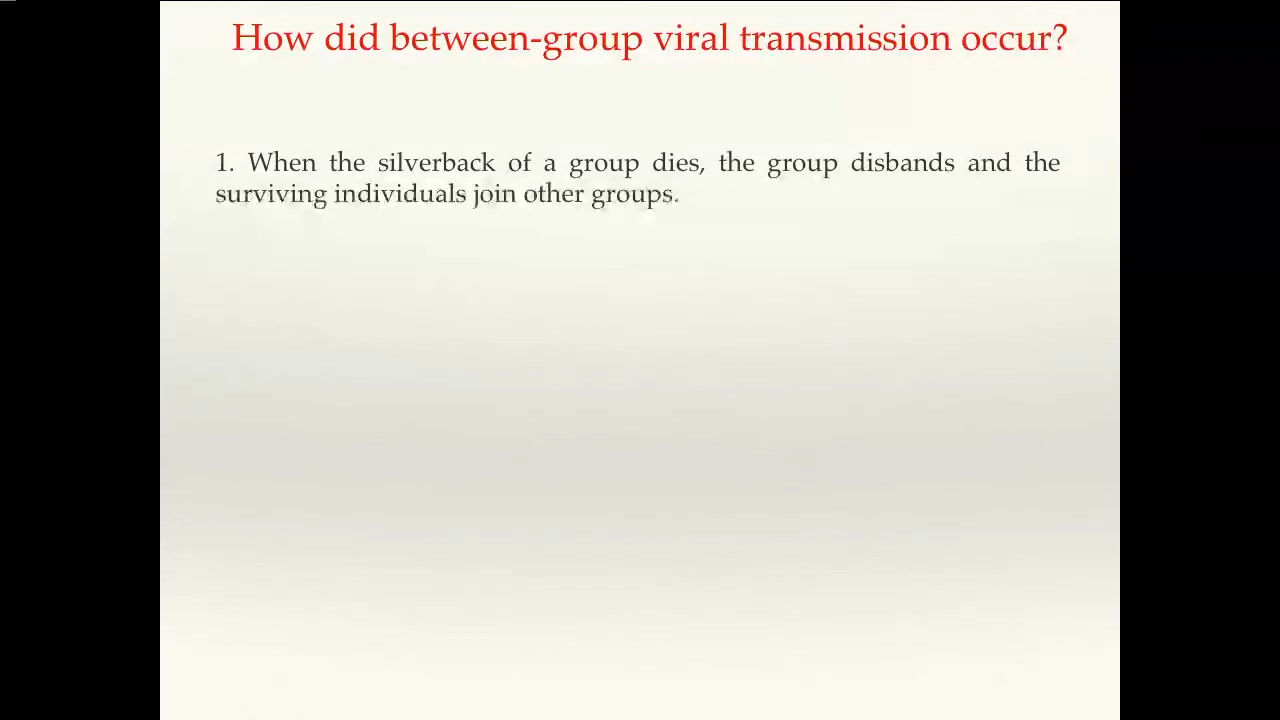 How did between-group viral transmission occur?
1. When the silverback of a group dies, the group disbands and the
surviving individuals join other groups.